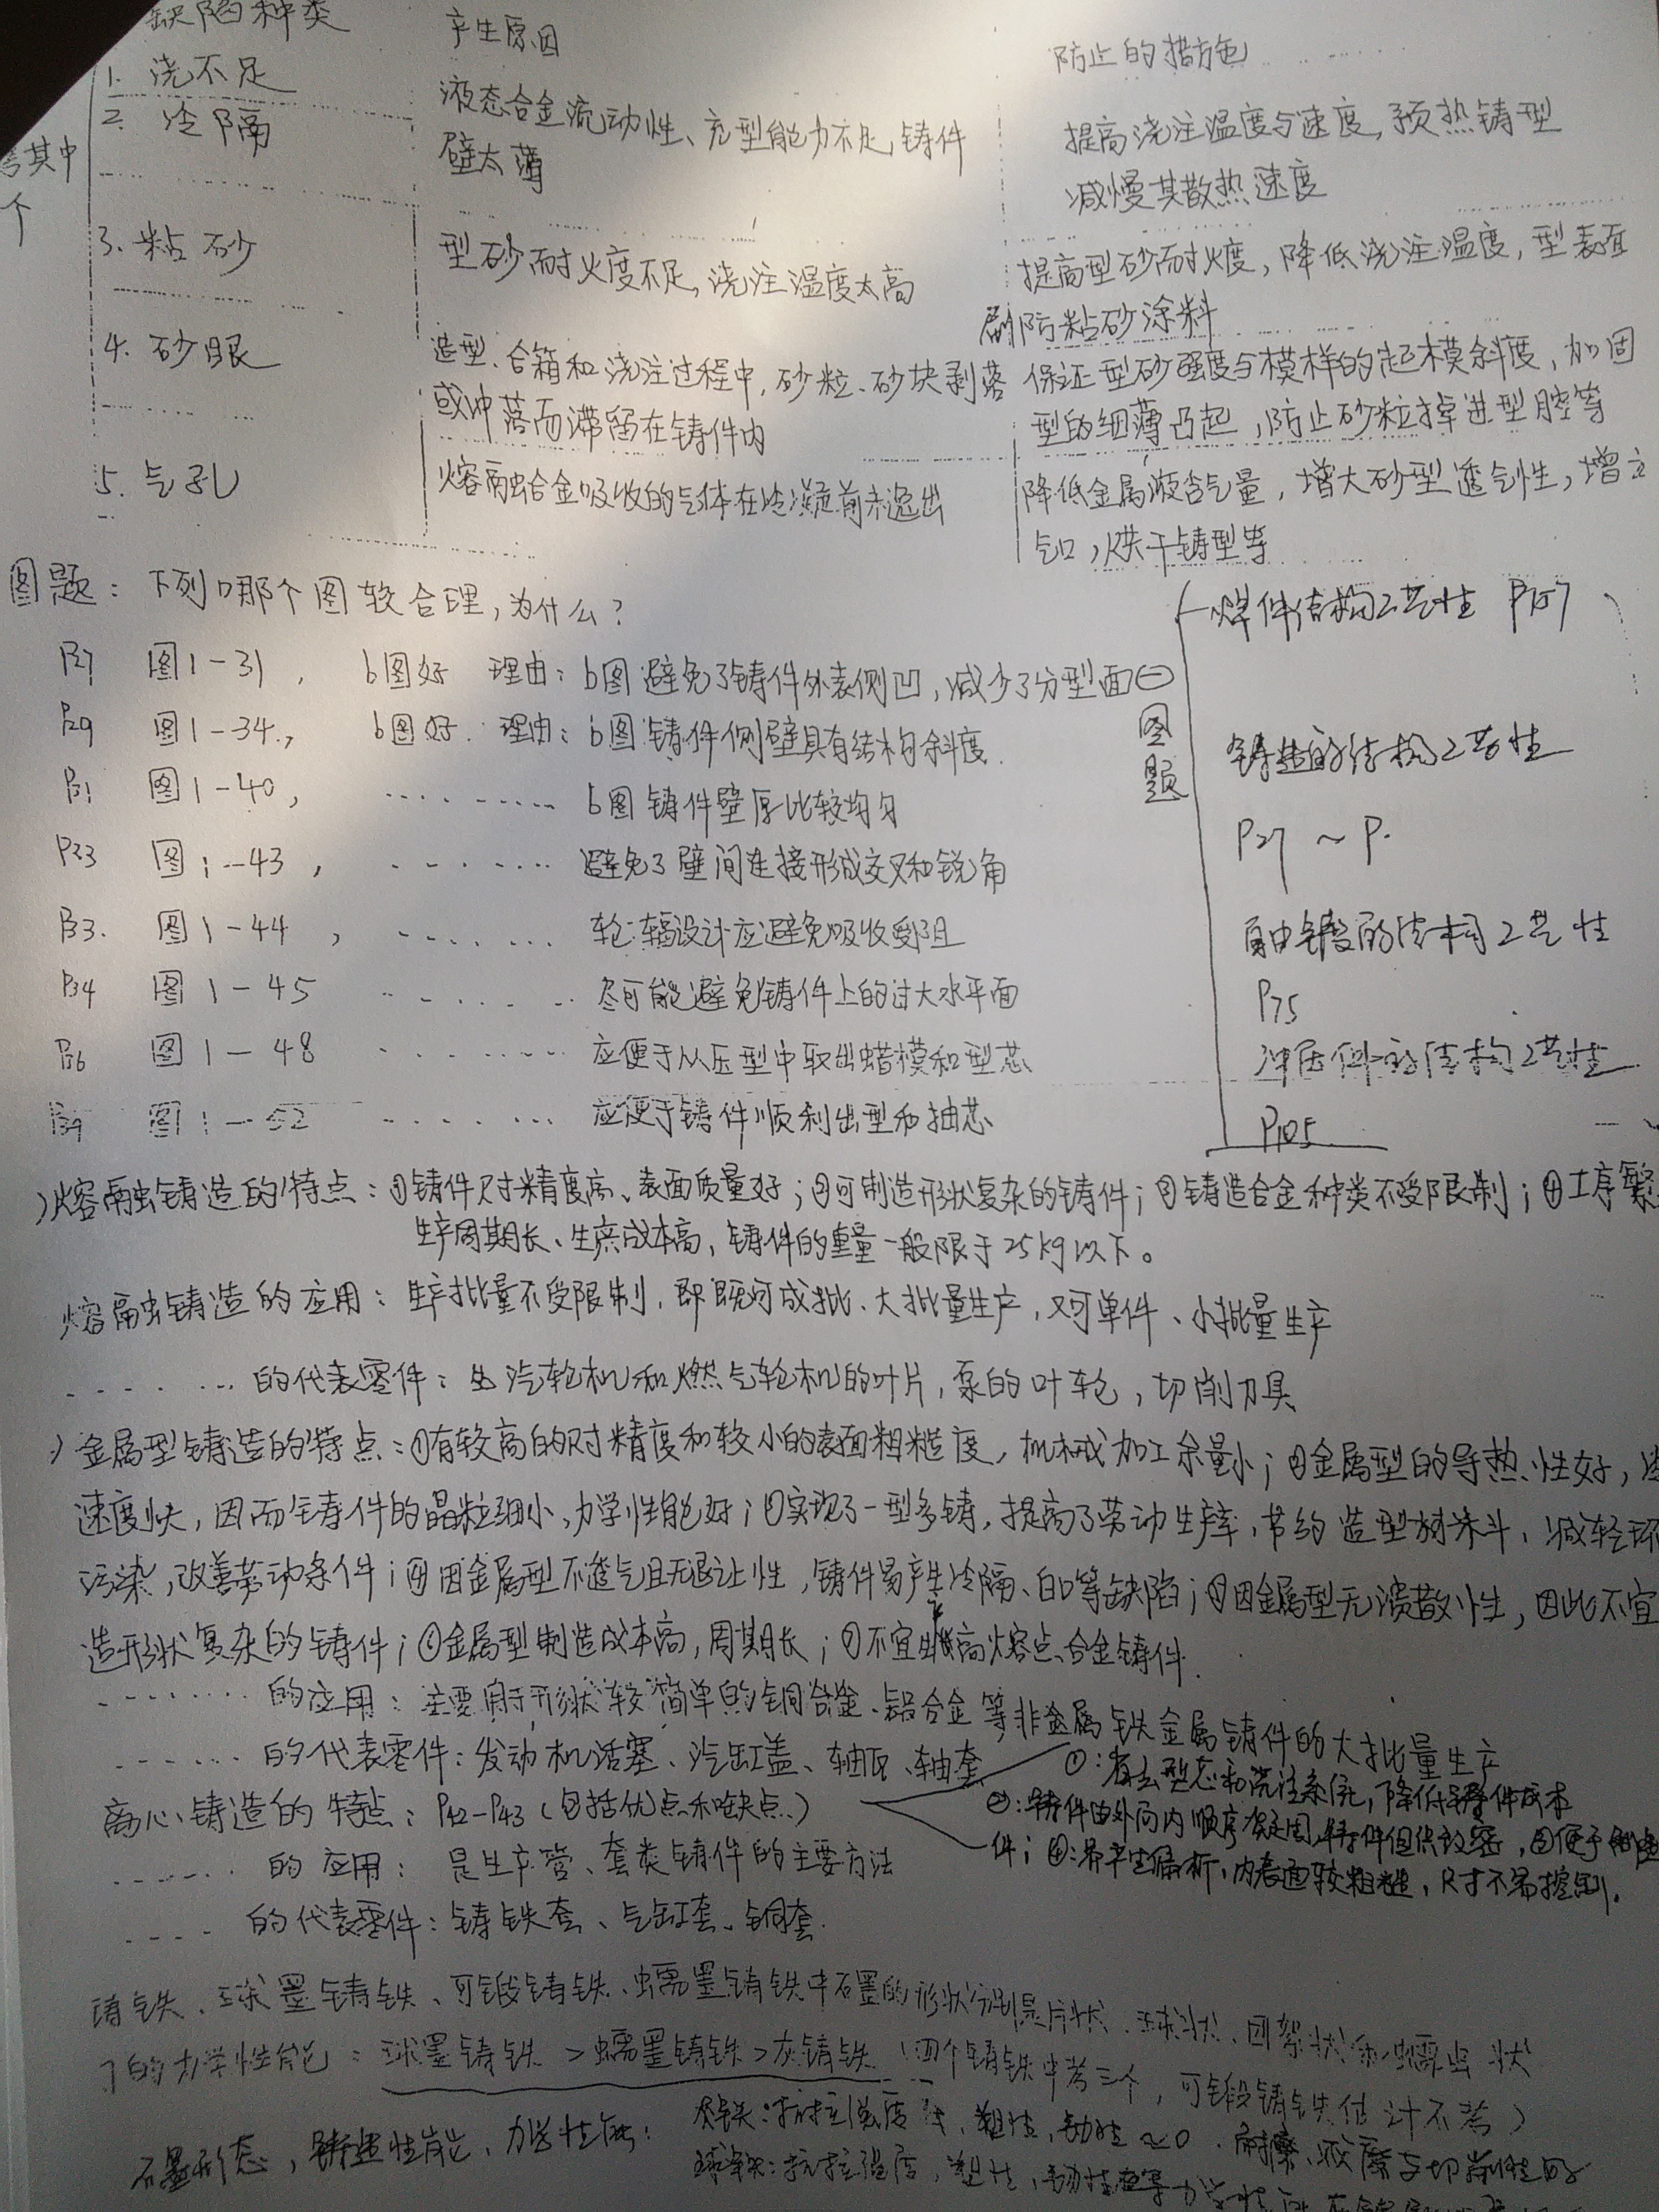 缺陷种类 产生原因 防止的措施
1. 浇不足
2. 冷隔 液态合金流动性、充型能力不足,铸件 提高浇注温度与速度,预热铸型
其中 壁太薄 减慢其散热速度
个
3. 粘砂 型砂耐火度不足,浇注温度太高 提高型砂耐火度,降低浇注温度,型表面
刷防粘砂涂料
4. 砂眼 造型、合箱和浇注过程中,砂粒、砂块剥落 保证型砂强度与模样的起模斜度,加固
或冲落而滞留在铸件内 型的细薄凸起,防止砂粒掉进型腔等
5. 气孔 熔融合金吸收的气体在冷凝前未逸出 降低金属液含气量,增大砂型透气性,增立
气口,烘干铸型等
图题:下列哪个图较合理,为什么?
P27 图1-31, b图好 理由:b图避免了铸件外表侧凹,减少了分型面
P29 图1-34, b图好 理由:b图铸件侧壁具有结构斜度.
P31 图1-40, ………… b图铸件壁厚比较均匀
P33 图1-43, ………… 避免了壁间连接形成交叉和锐角
P33. 图1-44, ………… 轮辐设计应避免吸收受阻
P34 图1-45 ………… 尽可能避免铸件上的过大水平面
P36 图1-48 ………… 应便于从压型中取出蜡模和型芯
P39 图1-52 ………… 应便于铸件顺利出型和抽芯
图题
焊件结构工艺性 P157
铸造的结构工艺性
P27 ~ P.
自由锻的结构工艺性
P75
冲压件的结构工艺性
P105
)熔融铸造的特点:①铸件尺寸精度高、表面质量好;②可制造形状复杂的铸件;③铸造合金种类不受限制;④工序繁
生产周期长、生产成本高,铸件的重量一般限于25kg以下。
熔融铸造的应用:生产批量不受限制,即既可成批、大批量生产,又可单件、小批量生产
……… 的代表零件:汽轮机和燃气轮机的叶片,泵的叶轮,切削刀具
)金属型铸造的特点:①有较高的尺寸精度和较小的表面粗糙度,机械加工余量小;②金属型的导热性好,
速度快,因而铸件的晶粒细小,力学性能好;③实现了一型多铸,提高了劳动生产率,节约造型材料,减轻环
污染,改善劳动条件;④因金属型不透气且无退让性,铸件易产生冷隔、白口等缺陷;⑤因金属型无溃散性,因此不宜
造形状复杂的铸件;⑥金属型制造成本高,周期长;⑦不宜生产高熔点合金铸件.
……… 的应用:主要用于形状较简单的铜合金、铝合金等非金属铁金属铸件的大批量生产
……… 的代表零件:发动机活塞、汽缸盖、轴瓦、轴套
离心铸造的特点:P42-P43(包括优点和缺点)
①:省去型芯和浇注系统,降低铸件成本
②:铸件由外向内顺序凝固,铸件组织致密,③便于
件;④:易产生偏析,内表面较粗糙,尺寸不易控制.
……… 的应用:是生产管、套类铸件的主要方法
……… 的代表零件:铸铁套、气缸套、铜套.
铸铁、球墨铸铁、可锻铸铁、蠕墨铸铁中石墨的形状分别是片状、球状、团絮状和蠕虫状
的力学性能:球墨铸铁>蠕墨铸铁>灰铸铁(四个铸铁中考三个,可锻铸铁估计不考)
石墨形态,铸造性能、力学性能:灰铁:抗拉强度 、塑性,韧性≈0.耐磨、减震与切削性能好
球铁:抗拉强度,塑性,韧性